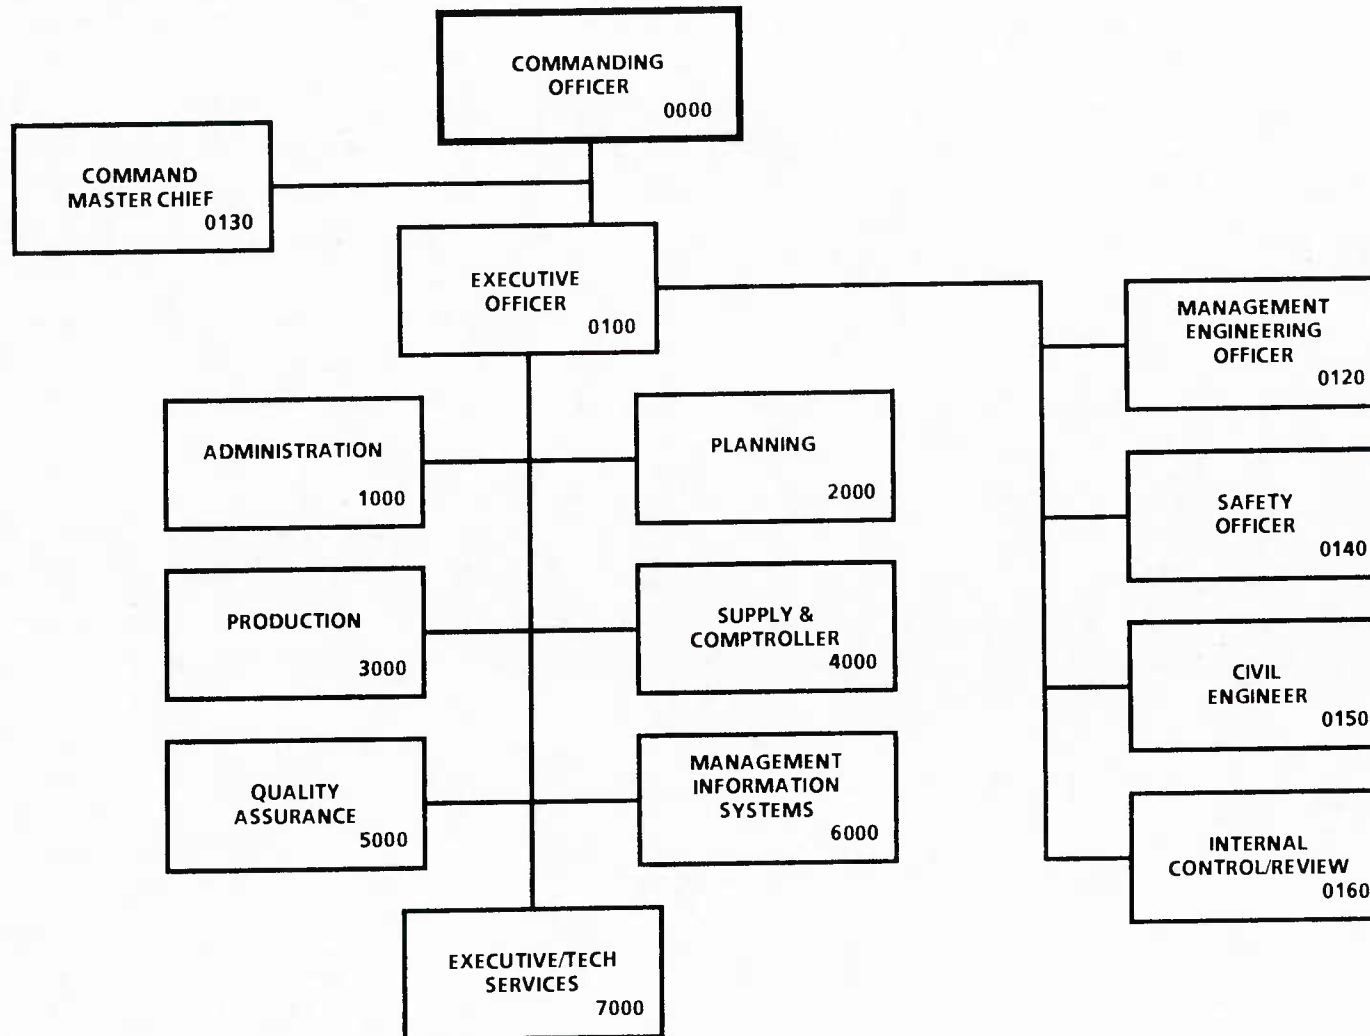 COMMANDING
OFFICER
0000
COMMAND
MASTER CHIEF
0130
EXECUTIVE
OFFICER
0100
MANAGEMENT
ENGINEERING
OFFICER
0120
ADMINISTRATION
1000
PLANNING
2000
SAFETY
OFFICER
0140
PRODUCTION
3000
SUPPLY &
COMPTROLLER
4000
CIVIL
ENGINEER
0150
QUALITY
ASSURANCE
5000
MANAGEMENT
INFORMATION
SYSTEMS
6000
INTERNAL
CONTROL/REVIEW
0160
EXECUTIVE/TECH
SERVICES
7000